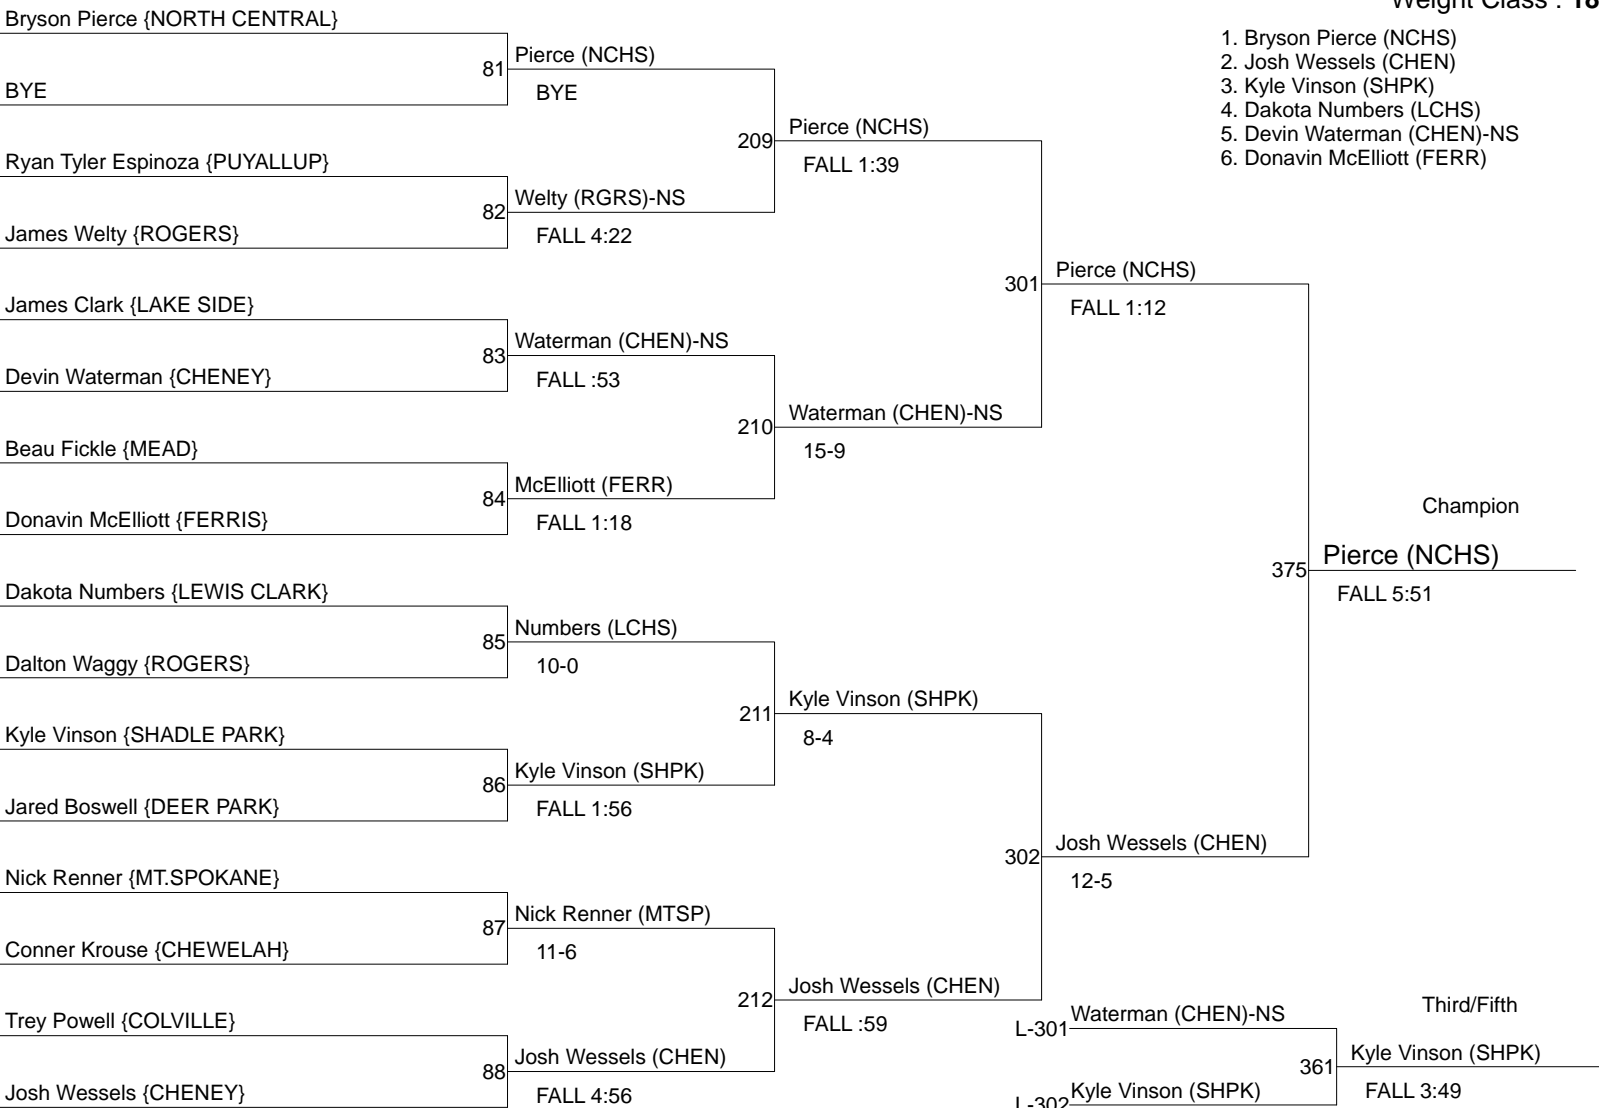 Weight Class : 18
1. Bryson Pierce (NCHS)
2. Josh Wessels (CHEN)
3. Kyle Vinson (SHPK)
4. Dakota Numbers (LCHS)
5. Devin Waterman (CHEN)-NS
6. Donavin McElliott (FERR)
Bryson Pierce {NORTH CENTRAL}
BYE
Ryan Tyler Espinoza {PUYALLUP}
James Welty {ROGERS}
James Clark {LAKE SIDE}
Devin Waterman {CHENEY}
Beau Fickle {MEAD}
Donavin McElliott {FERRIS}
Dakota Numbers {LEWIS CLARK}
Dalton Waggy {ROGERS}
Kyle Vinson {SHADLE PARK}
Jared Boswell {DEER PARK}
Nick Renner {MT.SPOKANE}
Conner Krouse {CHEWELAH}
Trey Powell {COLVILLE}
Josh Wessels {CHENEY}
81
Pierce (NCHS)
BYE
82
Welty (RGRS)-NS
FALL 4:22
83
Waterman (CHEN)-NS
FALL :53
84
McElliott (FERR)
FALL 1:18
85
Numbers (LCHS)
10-0
86
Kyle Vinson (SHPK)
FALL 1:56
87
Nick Renner (MTSP)
11-6
88
Josh Wessels (CHEN)
FALL 4:56
209
Pierce (NCHS)
FALL 1:39
210
Waterman (CHEN)-NS
15-9
211
Kyle Vinson (SHPK)
8-4
212
Josh Wessels (CHEN)
FALL :59
301
Pierce (NCHS)
FALL 1:12
302
Josh Wessels (CHEN)
12-5
Champion
375
Pierce (NCHS)
FALL 5:51
Third/Fifth
L-301
Waterman (CHEN)-NS
L-302
Kyle Vinson (SHPK)
361
Kyle Vinson (SHPK)
FALL 3:49